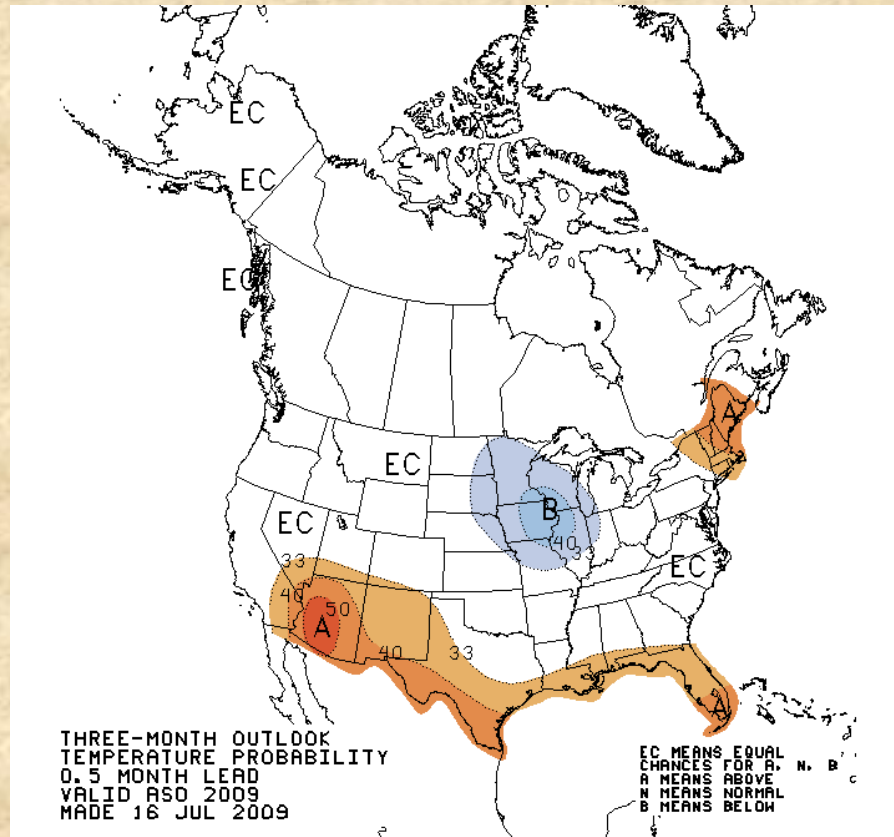 EC
EC
EC
A
EC
B
EC
40
33
33
EC
40
50
A
40
33
A
THREE-MONTH OUTLOOK
TEMPERATURE PROBABILITY
0.5 MONTH LEAD
VALID ASO 2009
MADE 16 JUL 2009
EC MEANS EQUAL
CHANCES FOR A, N, B
A MEANS ABOVE
N MEANS NORMAL
B MEANS BELOW